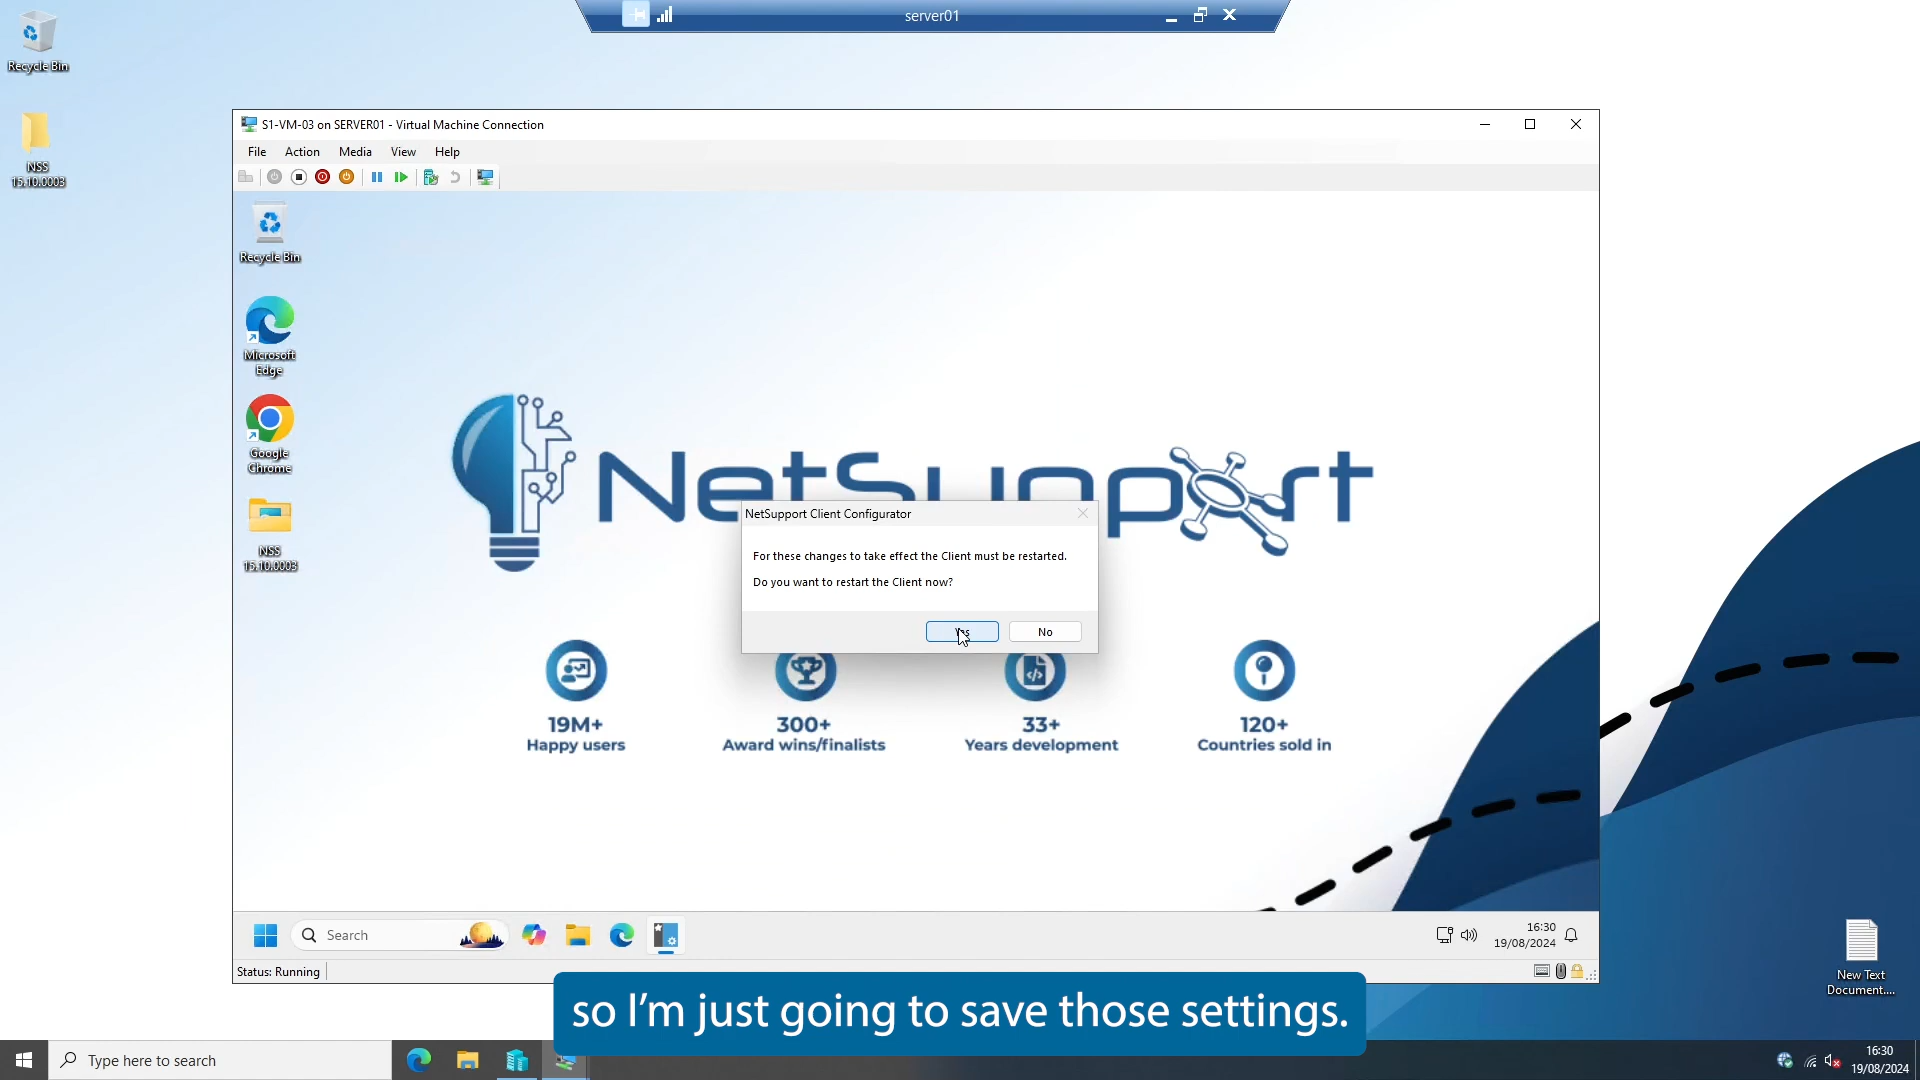 server01
Recycle Bin
NSS
15.10.0003
S1-VM-03 on SERVER01 - Virtual Machine Connection
File Action Media View Help
Recycle Bin
Microsoft
Edge
Google
Chrome
NSS
15.10.0003
NetSupport
NetSupport Client Configurator
For these changes to take effect the Client must be restarted.
Do you want to restart the Client now?
Yes No
19M+
Happy users
300+
Award wins/finalists
33+
Years development
120+
Countries sold in
Search
16:30
19/08/2024
Status: Running
New Text
Document....
so I'm just going to save those settings.
Type here to search
16:30
19/08/2024